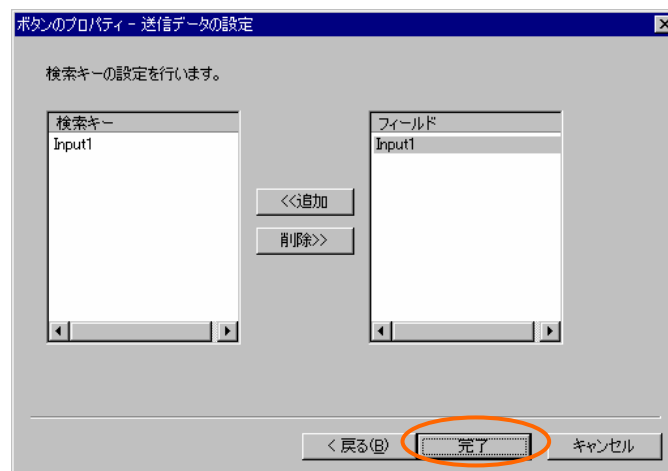 ボタンのプロパティ - 送信データの設定
検索キーの設定を行います。
検索キー
Input1
フィールド
Input1
<<追加
削除>>
< 戻る(B)
完了
キャンセル